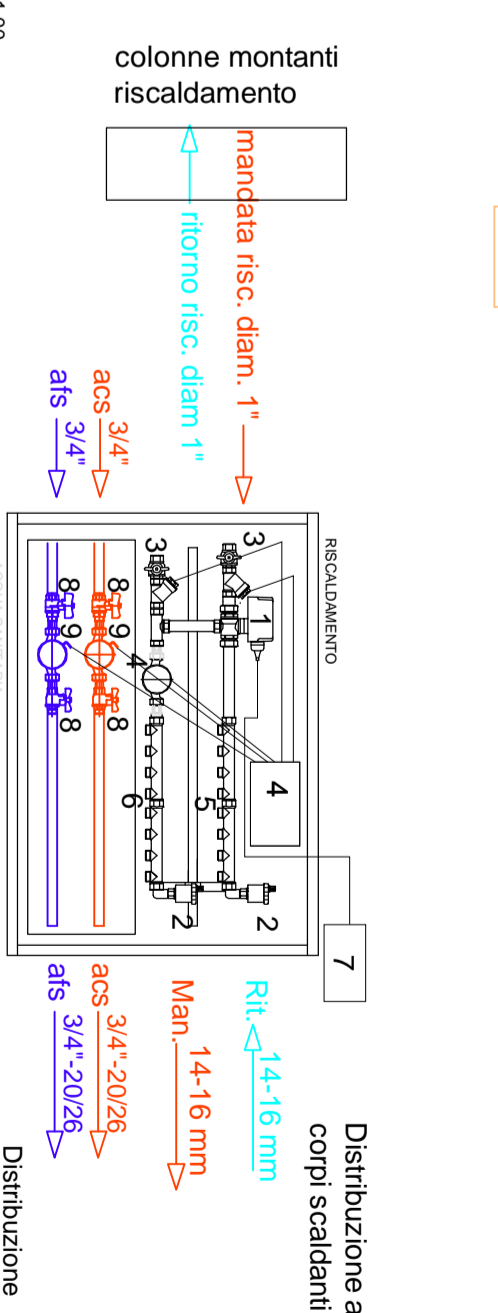 colonne montanti
riscaldamento
mandata risc. diam. 1"
ritorno risc. diam 1"
acs 3/4"
afs 3/4"
RISCALDAMENTO
3
3
1
4
4
5
6
2
2
7
8
9
8
8
9
8
Rit. 14-16 mm
Man. 14-16 mm
acs 3/4"-20/26
afs 3/4"-20/26
Distribuzione a
corpi scaldanti
Distribuzione